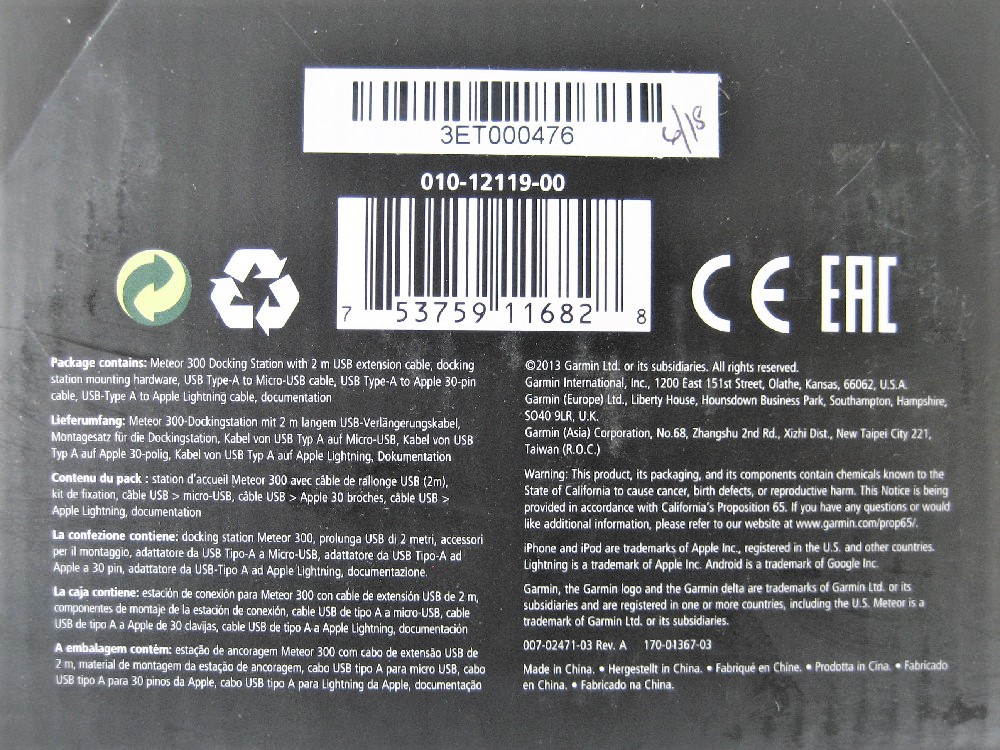 3ET000476
6/18
010-12119-00
7 53759 11682 8
CE EAC
Package contains: Meteor 300 Docking Station with 2 m USB extension cable, docking
station mounting hardware, USB Type-A to Micro-USB cable, USB Type-A to Apple 30-pin
cable, USB-Type A to Apple Lightning cable, documentation
Lieferumfang: Meteor 300-Dockingstation mit 2 m langem USB-Verlängerungskabel,
Montagesatz für die Dockingstation, Kabel von USB Typ A auf Micro-USB, Kabel von USB
Typ A auf Apple 30-polig, Kabel von USB Typ A auf Apple Lightning, Dokumentation
Contenu du pack : station d'accueil Meteor 300 avec câble de rallonge USB (2m),
kit de fixation, câble USB > micro-USB, câble USB > Apple 30 broches, câble USB >
Apple Lightning, documentation
La confezione contiene: docking station Meteor 300, prolunga USB di 2 metri, accessori
per il montaggio, adattatore da USB Tipo-A a Micro-USB, adattatore da USB Tipo-A ad
Apple a 30 pin, adattatore da USB-Tipo A ad Apple Lightning, documentazione.
La caja contiene: estación de conexión para Meteor 300 con cable de extensión USB de 2 m,
componentes de montaje de la estación de conexión, cable USB de tipo A a micro-USB, cable
USB de tipo A a Apple de 30 clavijas, cable USB de tipo A a Apple Lightning, documentación
A embalagem contém: estação de ancoragem Meteor 300 com cabo de extensão USB de
2 m, material de montagem da estação de ancoragem, cabo USB tipo A para micro USB, cabo
USB tipo A para 30 pinos da Apple, cabo USB tipo A para Lightning da Apple, documentação
©2013 Garmin Ltd. or its subsidiaries. All rights reserved.
Garmin International, Inc., 1200 East 151st Street, Olathe, Kansas, 66062, U.S.A.
Garmin (Europe) Ltd., Liberty House, Hounsdown Business Park, Southampton, Hampshire,
SO40 9LR, U.K.
Garmin (Asia) Corporation, No.68, Zhangshu 2nd Rd., Xizhi Dist., New Taipei City 221,
Taiwan (R.O.C.)
Warning: This product, its packaging, and its components contain chemicals known to the
State of California to cause cancer, birth defects, or reproductive harm. This Notice is being
provided in accordance with California's Proposition 65. If you have any questions or would
like additional information, please refer to our website at www.garmin.com/prop65/.
iPhone and iPod are trademarks of Apple Inc., registered in the U.S. and other countries.
Lightning is a trademark of Apple Inc. Android is a trademark of Google Inc.
Garmin, the Garmin logo and the Garmin delta are trademarks of Garmin Ltd. or its
subsidiaries and are registered in one or more countries, including the U.S. Meteor is a
trademark of Garmin Ltd. or its subsidiaries.
007-02471-03 Rev. A 170-01367-03
Made in China. • Hergestellt in China. • Fabriqué en Chine. • Prodotta in Cina. • Fabricado
en China. • Fabricado na China.